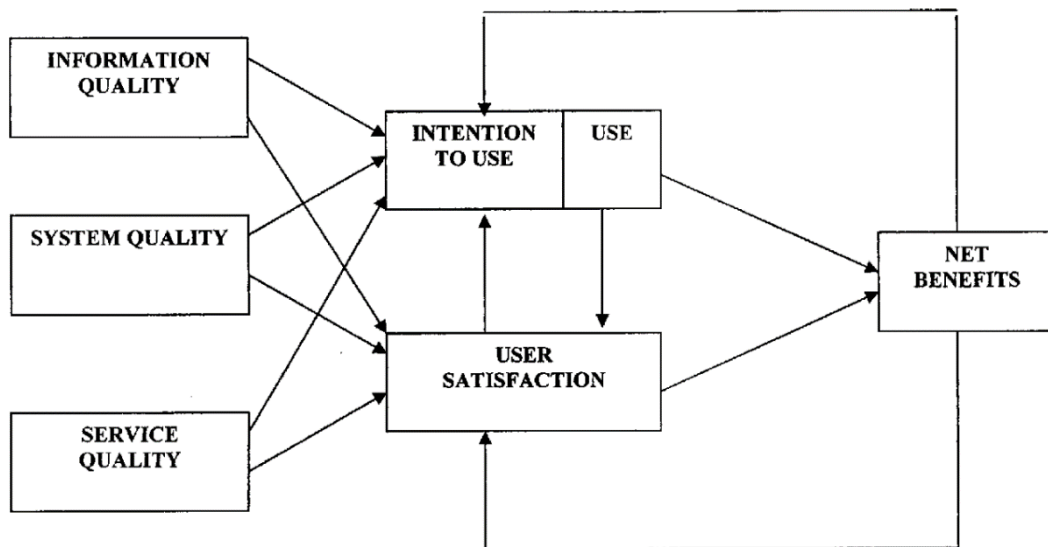 INFORMATION
QUALITY
INTENTION
TO USE
USE
SYSTEM QUALITY
NET
BENEFITS
USER
SATISFACTION
SERVICE
QUALITY